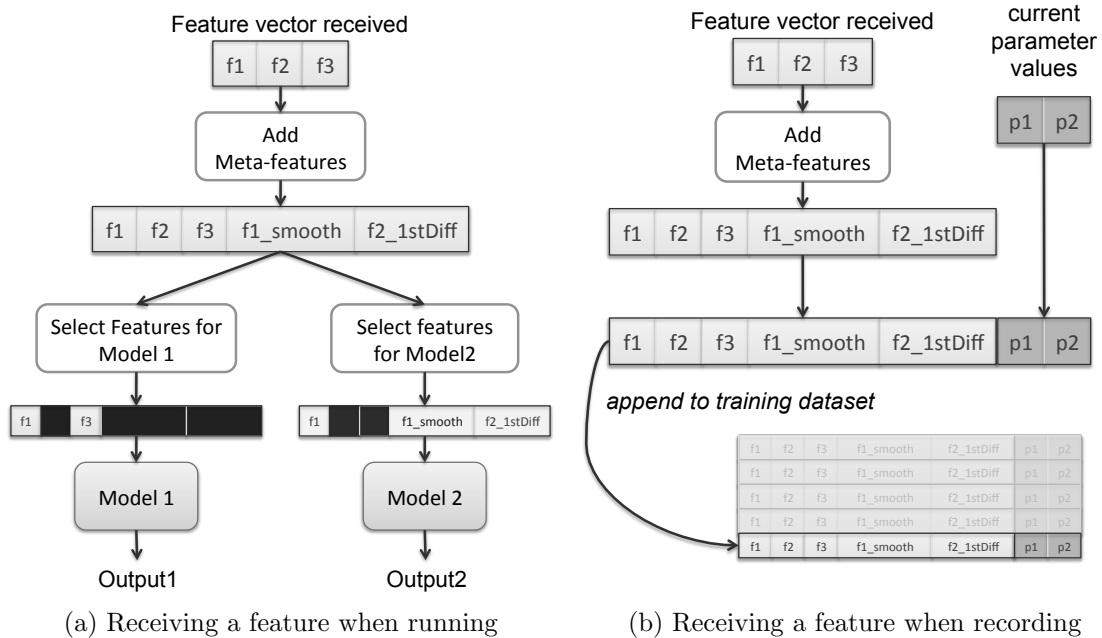 Feature vector received
f1 f2 f3
Add
Meta-features
f1 f2 f3 f1_smooth f2_1stDiff
Select Features for
Model 1
Select features
for Model2
f1 f3
f1 f1_smooth f2_1stDiff
Model 1
Model 2
Output1
Output2
(a) Receiving a feature when running
Feature vector received
current
parameter
values
f1 f2 f3
p1 p2
Add
Meta-features
f1 f2 f3 f1_smooth f2_1stDiff
f1 f2 f3 f1_smooth f2_1stDiff p1 p2
append to training dataset
f1 f2 f3 f1_smooth f2_1stDiff p1 p2
f1 f2 f3 f1_smooth f2_1stDiff p1 p2
f1 f2 f3 f1_smooth f2_1stDiff p1 p2
f1 f2 f3 f1_smooth f2_1stDiff p1 p2
f1 f2 f3 f1_smooth f2_1stDiff p1 p2
(b) Receiving a feature when recording